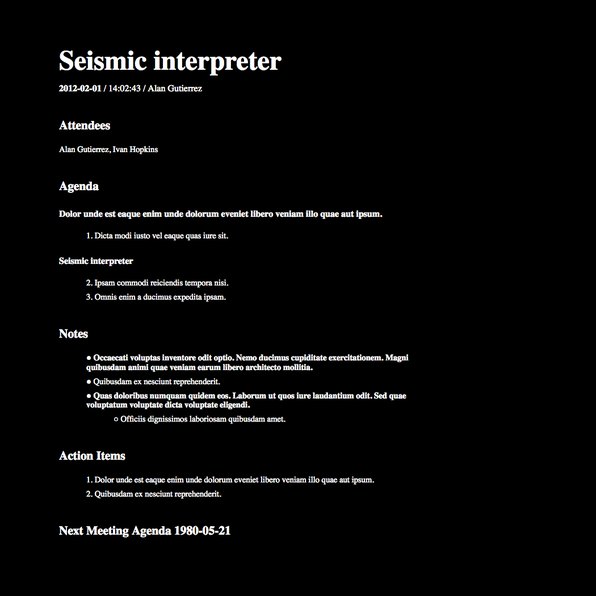 Seismic interpreter
2012-02-01 / 14:02:43 / Alan Gutierrez
Attendees
Alan Gutierrez, Ivan Hopkins
Agenda
Dolor unde est eaque enim unde dolorum eveniet libero veniam illo quae aut ipsum.
1. Dicta modi iusto vel eaque quas iure sit.
Seismic interpreter
2. Ipsam commodi reiciendis tempora nisi.
3. Omnis enim a ducimus expedita ipsam.
Notes
● Occaecati voluptas inventore odit optio. Nemo ducimus cupiditate exercitationem. Magni
quibusdam animi quae veniam earum libero architecto mollitia.
● Quibusdam ex nesciunt reprehenderit.
● Quas doloribus numquam quidem eos. Laborum ut quos iure laudantium odit. Sed quae
voluptatum voluptate dicta voluptate eligendi.
○ Officiis dignissimos laboriosam quibusdam amet.
Action Items
1. Dolor unde est eaque enim unde dolorum eveniet libero veniam illo quae aut ipsum.
2. Quibusdam ex nesciunt reprehenderit.
Next Meeting Agenda 1980-05-21